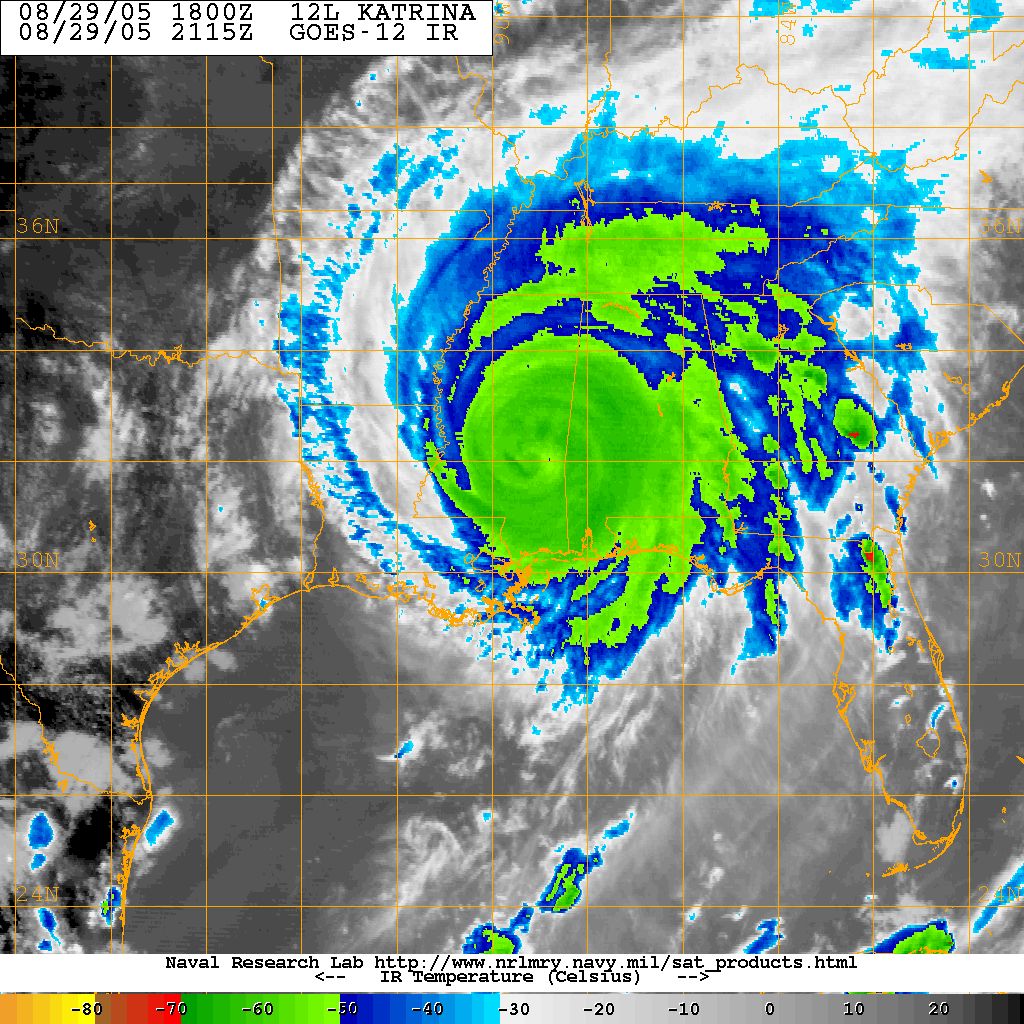 08/29/05 1800Z 12L KATRINA
08/29/05 2115Z GOES-12 IR
84W
36N
36N
30N
30N
24N
24N
Naval Research Lab http://www.nrlmry.navy.mil/sat_products.html
<-- IR Temperature (Celsius) -->
-80 -70 -60 -50 -40 -30 -20 -10 0 10 20